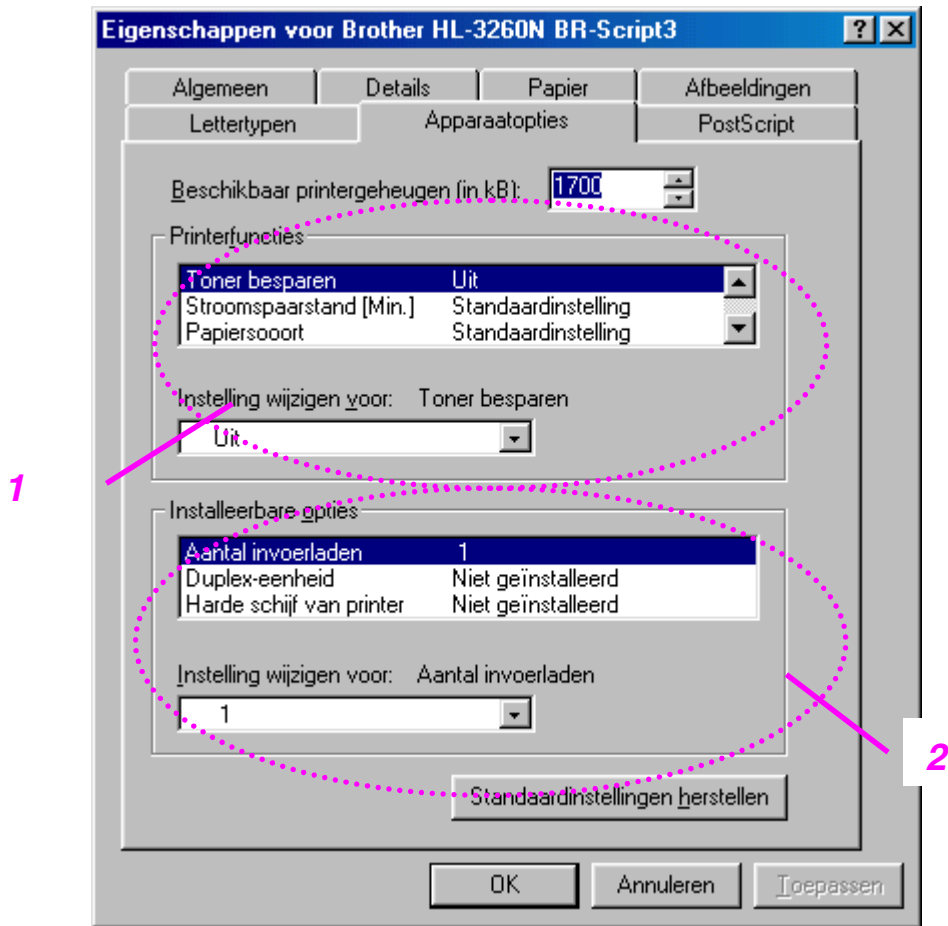 Eigenschappen voor Brother HL-3260N BR-Script3
Algemeen Details Papier Afbeeldingen
Lettertypen Apparaatopties PostScript
Beschikbaar printergeheugen (in kB): 1700
Printerfuncties
Toner besparen Uit
Stroomspaarstand [Min.] Standaardinstelling
Papiersooort Standaardinstelling
Instelling wijzigen voor: Toner besparen
Uit
1
Installeerbare opties
Aantal invoerladen 1
Duplex-eenheid Niet geïnstalleerd
Harde schijf van printer Niet geïnstalleerd
Instelling wijzigen voor: Aantal invoerladen
1
2
Standaardinstellingen herstellen
OK Annuleren Toepassen